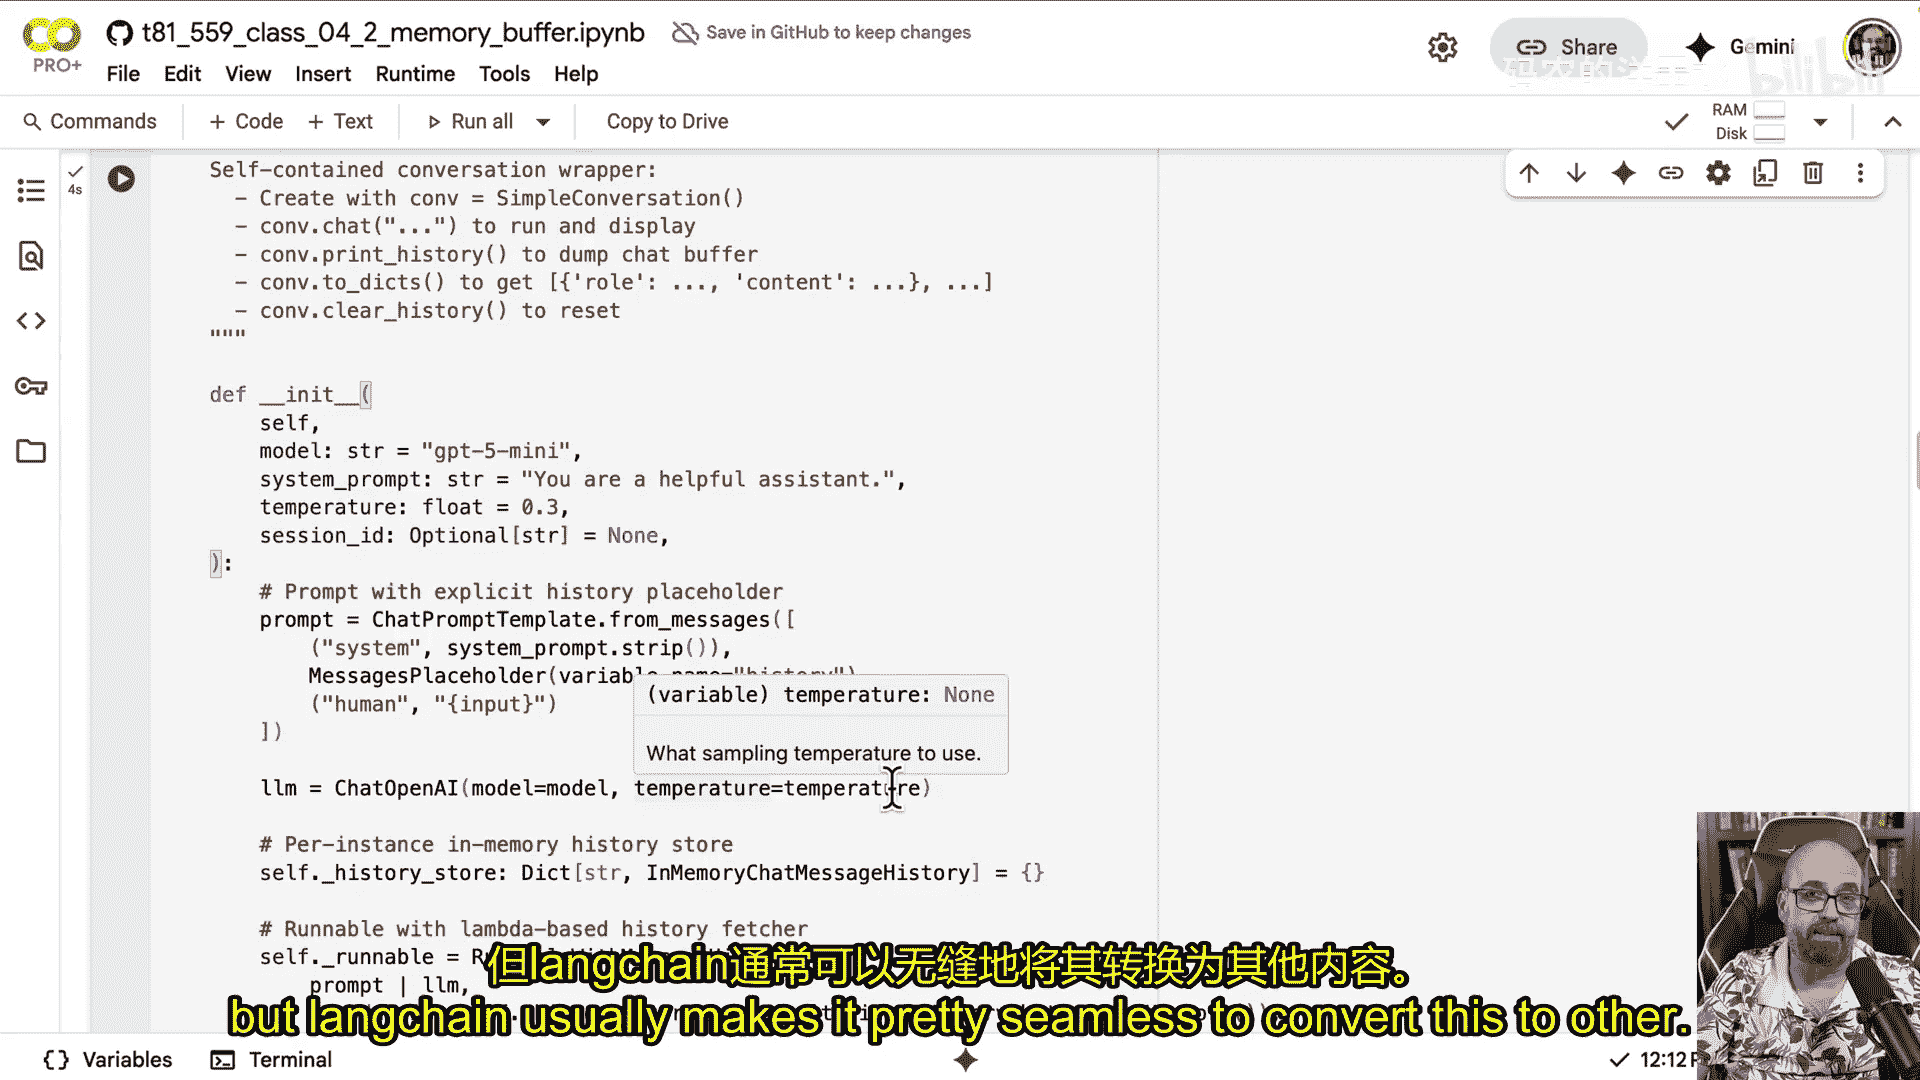 t81_559_class_04_2_memory_buffer.ipynb
Save in GitHub to keep changes
Share
Gemini
PRO+
File Edit View Insert Runtime Tools Help
Commands
+ Code + Text
Run all
Copy to Drive
RAM
Disk
4s
Self-contained conversation wrapper:
- Create with conv = SimpleConversation()
- conv.chat("...") to run and display
- conv.print_history() to dump chat buffer
- conv.to_dicts() to get [{'role': ..., 'content': ...}, ...]
- conv.clear_history() to reset
"""
def __init__(
self,
model: str = "gpt-5-mini",
system_prompt: str = "You are a helpful assistant.",
temperature: float = 0.3,
session_id: Optional[str] = None,
):
# Prompt with explicit history placeholder
prompt = ChatPromptTemplate.from_messages([
("system", system_prompt.strip()),
MessagesPlaceholder(variable_name="history")
("human", "{input}")
])
(variable) temperature: None
What sampling temperature to use.
llm = ChatOpenAI(model=model, temperature=temperature)
# Per-instance in-memory history store
self._history_store: Dict[str, InMemoryChatMessageHistory] = {}
# Runnable with lambda-based history fetcher
self._runnable =
prompt | llm,
但langchain通常可以无缝地将其转换为其他内容。
but langchain usually makes it pretty seamless to convert this to other.
Variables
Terminal
12:12